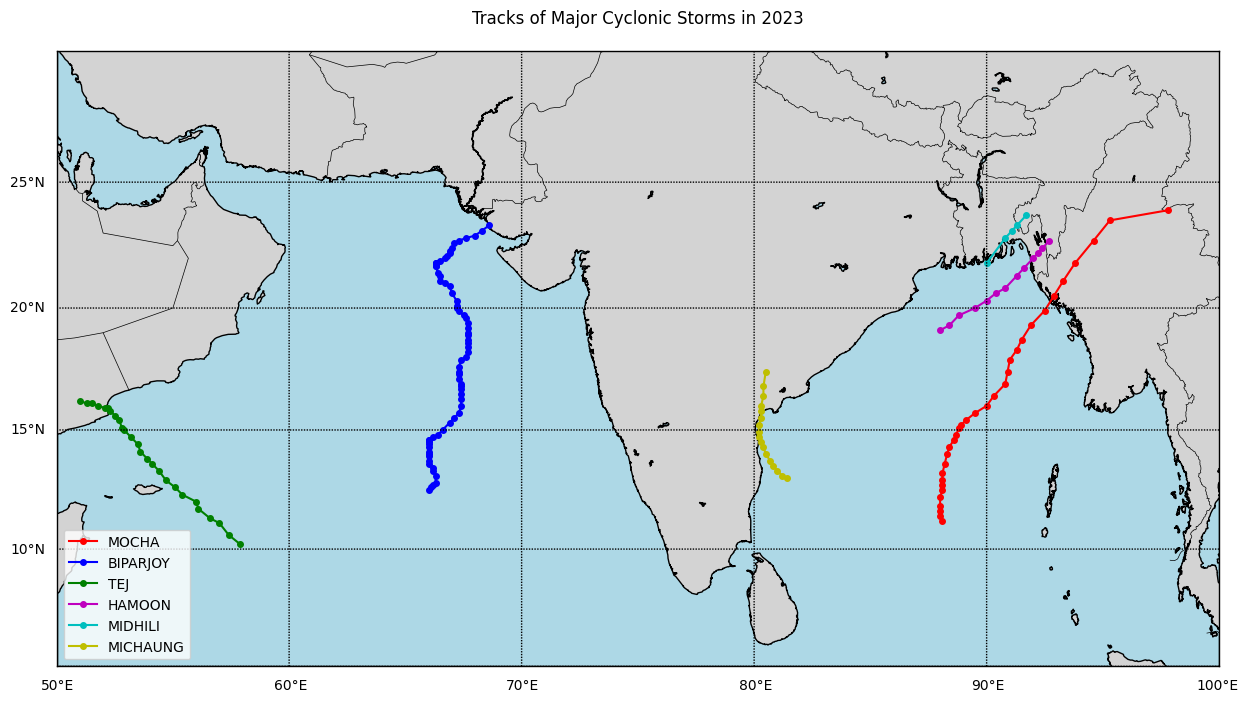 Tracks of Major Cyclonic Storms in 2023
25°N
20°N
15°N
10°N
MOCHA
BIPARJOY
TEJ
HAMOON
MIDHILI
MICHAUNG
50°E 60°E 70°E 80°E 90°E 100°E